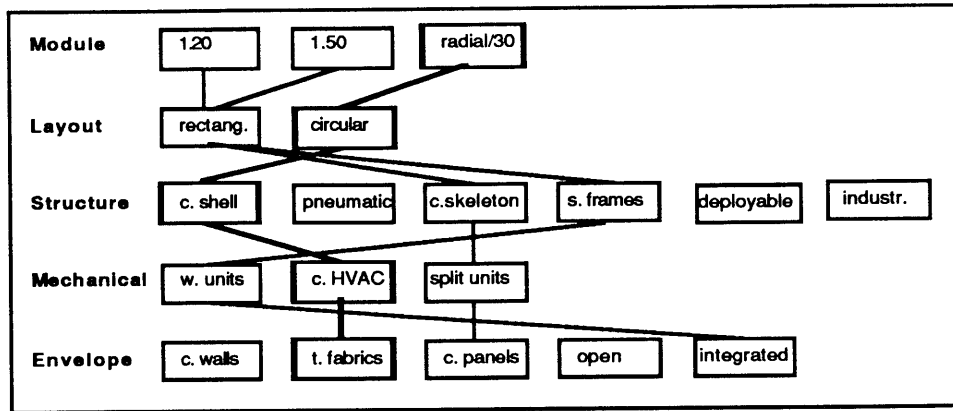 Module 1.20 1.50 radial/30
Layout rectang. circular
Structure c. shell pneumatic c.skeleton s. frames deployable industr.
Mechanical w. units c. HVAC split units
Envelope c. walls t. fabrics c. panels open integrated